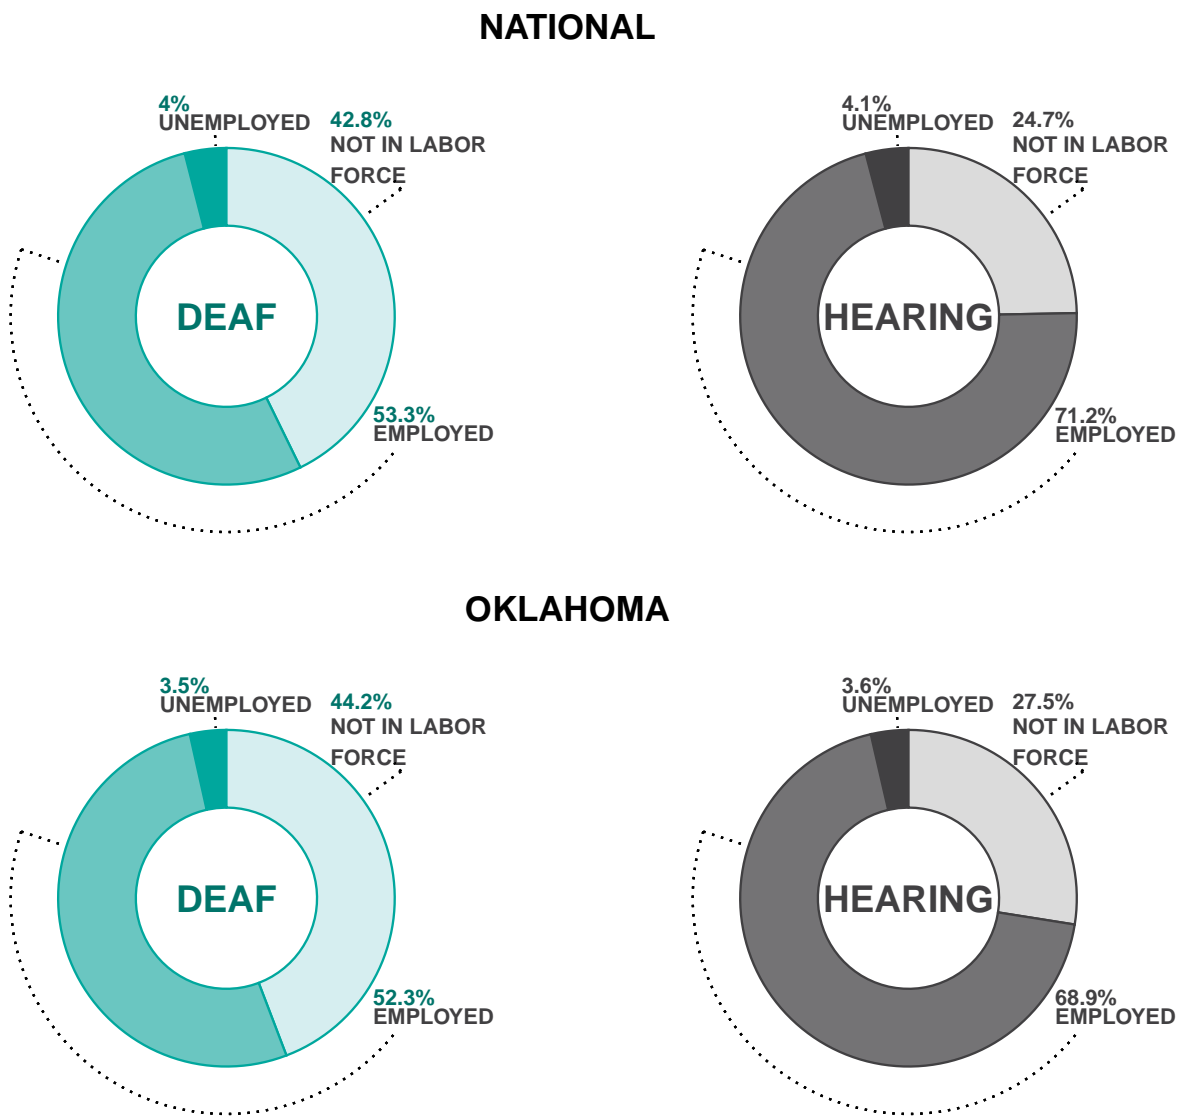 NATIONAL
4%
UNEMPLOYED
42.8%
NOT IN LABOR
FORCE
DEAF
53.3%
EMPLOYED
4.1%
UNEMPLOYED
24.7%
NOT IN LABOR
FORCE
HEARING
71.2%
EMPLOYED
OKLAHOMA
3.5%
UNEMPLOYED
44.2%
NOT IN LABOR
FORCE
DEAF
52.3%
EMPLOYED
3.6%
UNEMPLOYED
27.5%
NOT IN LABOR
FORCE
HEARING
68.9%
EMPLOYED